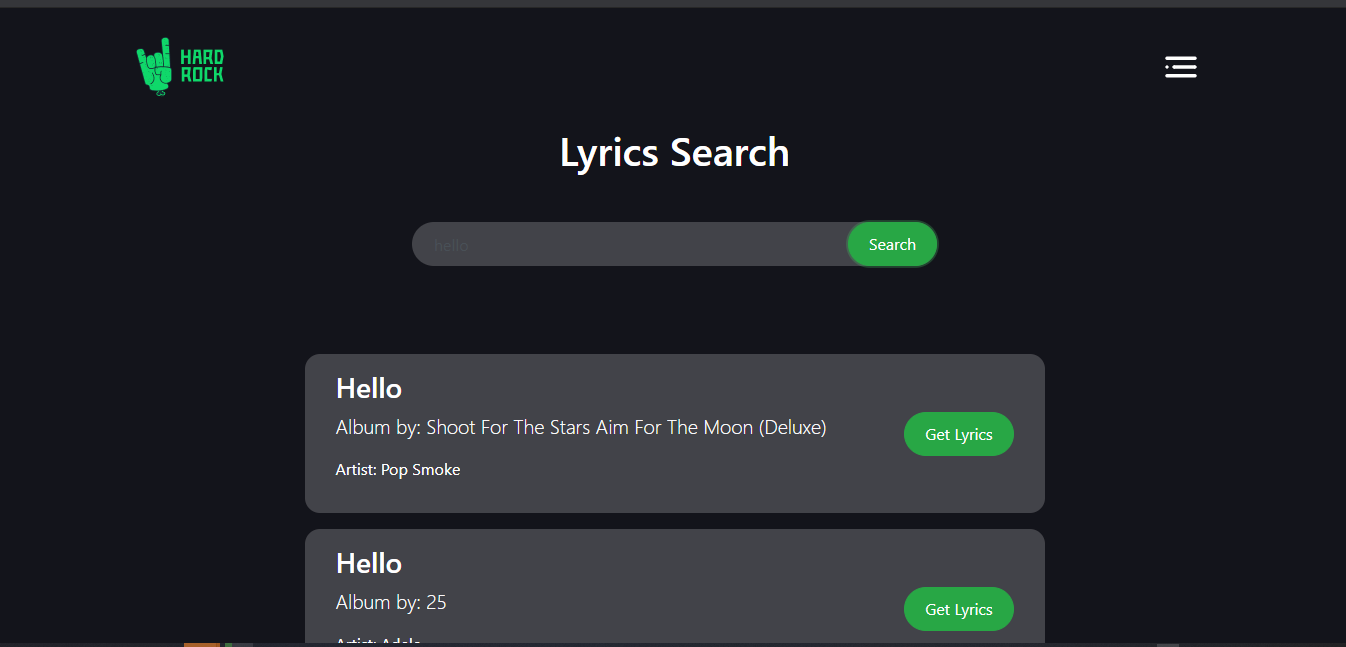 HARD
ROCK
Lyrics Search
hello
Search
Hello
Album by: Shoot For The Stars Aim For The Moon (Deluxe)
Get Lyrics
Artist: Pop Smoke
Hello
Album by: 25
Get Lyrics
Artist: Adele